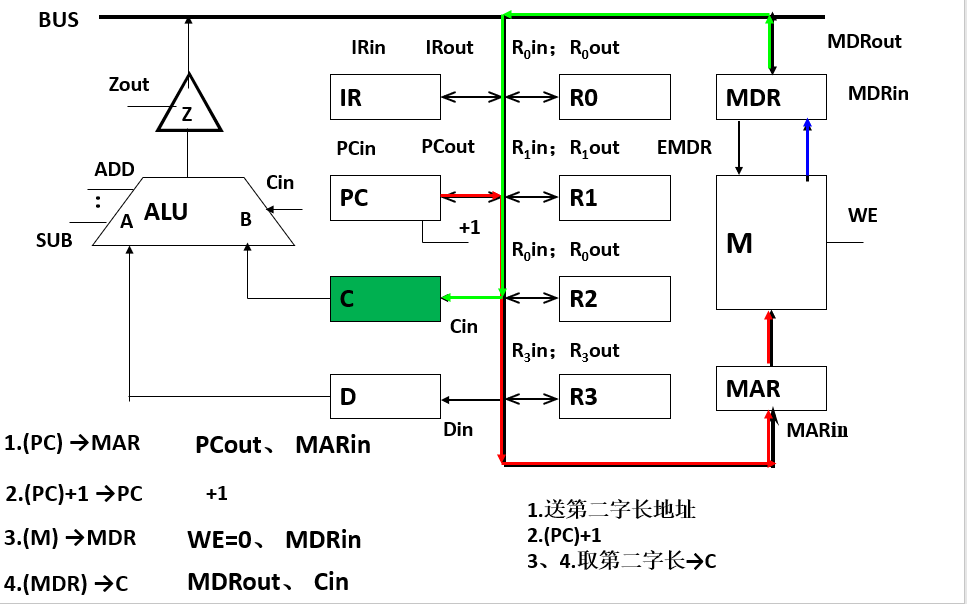 BUS
IRin IRout R₀in；R₀out
MDRout
Zout
IR R0 MDR MDRin
Z
PCin PCout R₁in；R₁out EMDR
ADD Cin
PC R1
ALU
A B
WE
+1
SUB
M
R₀in；R₀out
C R2
Cin
R₃in；R₃out
D R3 MAR
Din MARin
1.(PC) →MAR PCout、 MARin
2.(PC)+1 →PC +1
3.(M) →MDR WE=0、 MDRin
4.(MDR) →C MDRout、 Cin
1.送第二字长地址
2.(PC)+1
3、4.取第二字长→C